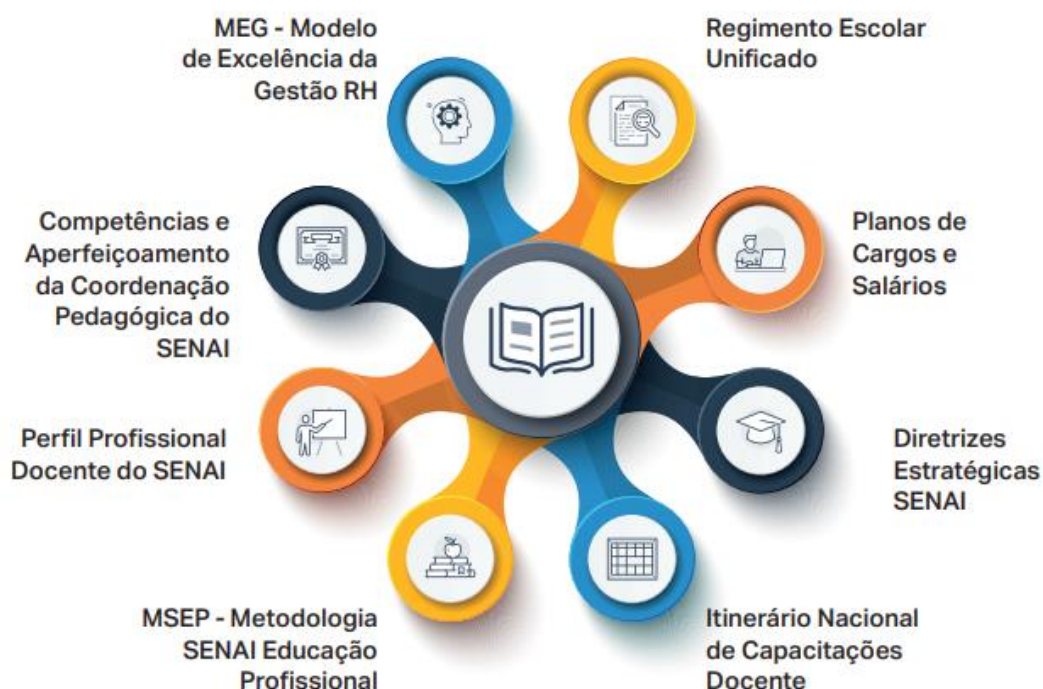 MEG - Modelo
de Excelência da
Gestão RH
Regimento Escolar
Unificado
Competências e
Aperfeiçoamento
da Coordenação
Pedagógica do
SENAI
Planos de
Cargos e
Salários
Perfil Profissional
Docente do SENAI
Diretrizes
Estratégicas
SENAI
MSEP - Metodologia
SENAI Educação
Profissional
Itinerário Nacional
de Capacitações
Docente